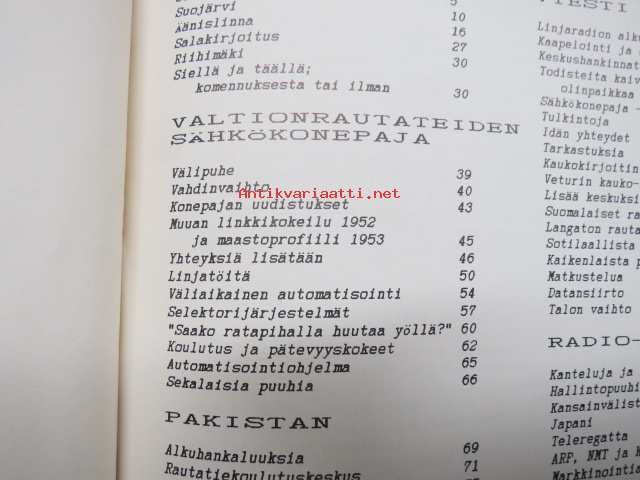 Suojärvi 5
Äänislinna 10
Salakirjoitus 16
Riihimäki 27
Siellä ja täällä; 30
komennuksesta tai ilman 30
VALTIONRAUTATEIDEN
SÄHKÖKONEPAJA
Välipuhe 39
Vahdinvaihto 40
Konepajan uudistukset 43
Muuan linkkikokeilu 1952
ja maastoprofiili 1953 45
Yhteyksiä lisätään 46
Linjatöitä 50
Väliaikainen automatisointi 54
Selektorijärjestelmät 57
"Saako ratapihalla huutaa yöllä?" 60
Koulutus ja pätevyyskokeet 62
Automatisointiohjelma 65
Sekalaisia puuhia 66
PAKISTAN
Alkuhankaluuksia 69
Rautatiekoulutuskeskus 71
VIESTI
Linjaradion alku
Kaapelointi ja
Keskushankinnat
Todisteita kaiv
olinpaikkaa
Sähkökonepaja -
Tulkintoja
Idän yhteydet
Tarkastuksia
Kaukokirjoitin
Veturin kauko-
Lisää keskuksi
Suomalaiset ra
Langaton rauta
Sotilaallista
Kaikenlaista p
Matkustelua
Datansiirto
Talon vaihto
RADIO-
Kanteluja ja
Hallintopuuhi
Kansainvälist
Japani
Teleregatta
ARP, NMT ja
Markkinointia
Antikvariaatti.net